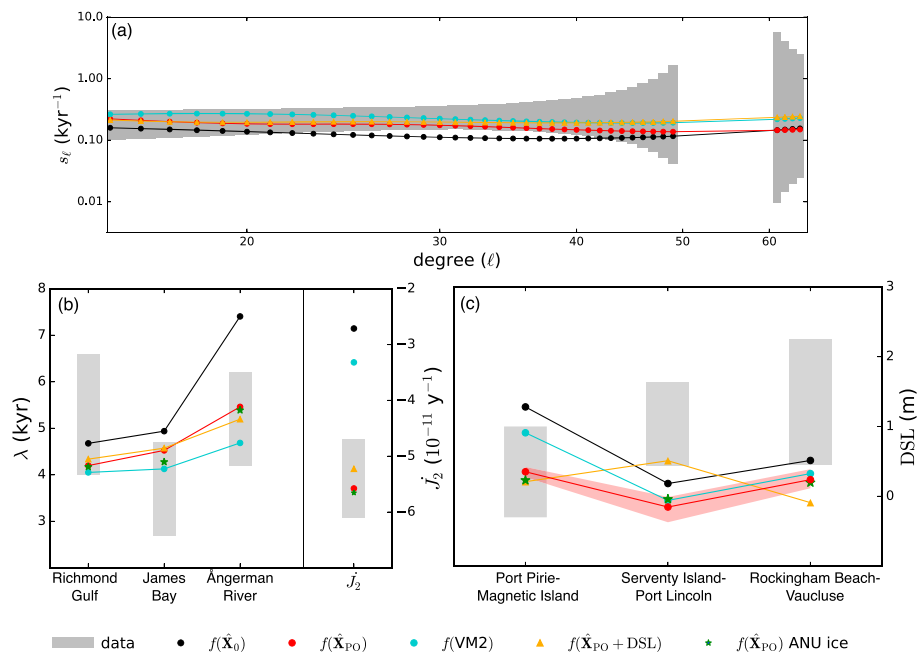 (a)
10.0
1.00
0.10
0.01
s_ℓ (kyr⁻¹)
20
30
40
50
60
degree (ℓ)
(b)
8
7
6
5
4
3
λ (kyr)
−2
−3
−4
−5
−6
J̇₂ (10⁻¹¹ y⁻¹)
Richmond
Gulf
James
Bay
Ångerman
River
J̇₂
(c)
3
2
1
0
DSL (m)
Port Pirie-
Magnetic Island
Serventy Island-
Port Lincoln
Rockingham Beach-
Vaucluse
data
f(X̂₀)
f(X̂_PO)
f(VM2)
f(X̂_PO + DSL)
f(X̂_PO) ANU ice